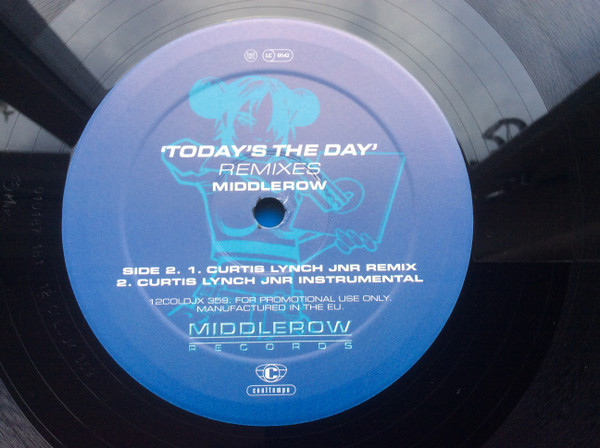 'TODAY'S THE DAY'
REMIXES
MIDDLEROW
SIDE 2. 1. CURTIS LYNCH JNR REMIX
2. CURTIS LYNCH JNR INSTRUMENTAL
12COLDJX 359. FOR PROMOTIONAL USE ONLY.
MANUFACTURED IN THE EU.
MIDDLEROW
RECORDS
C
cooltempo